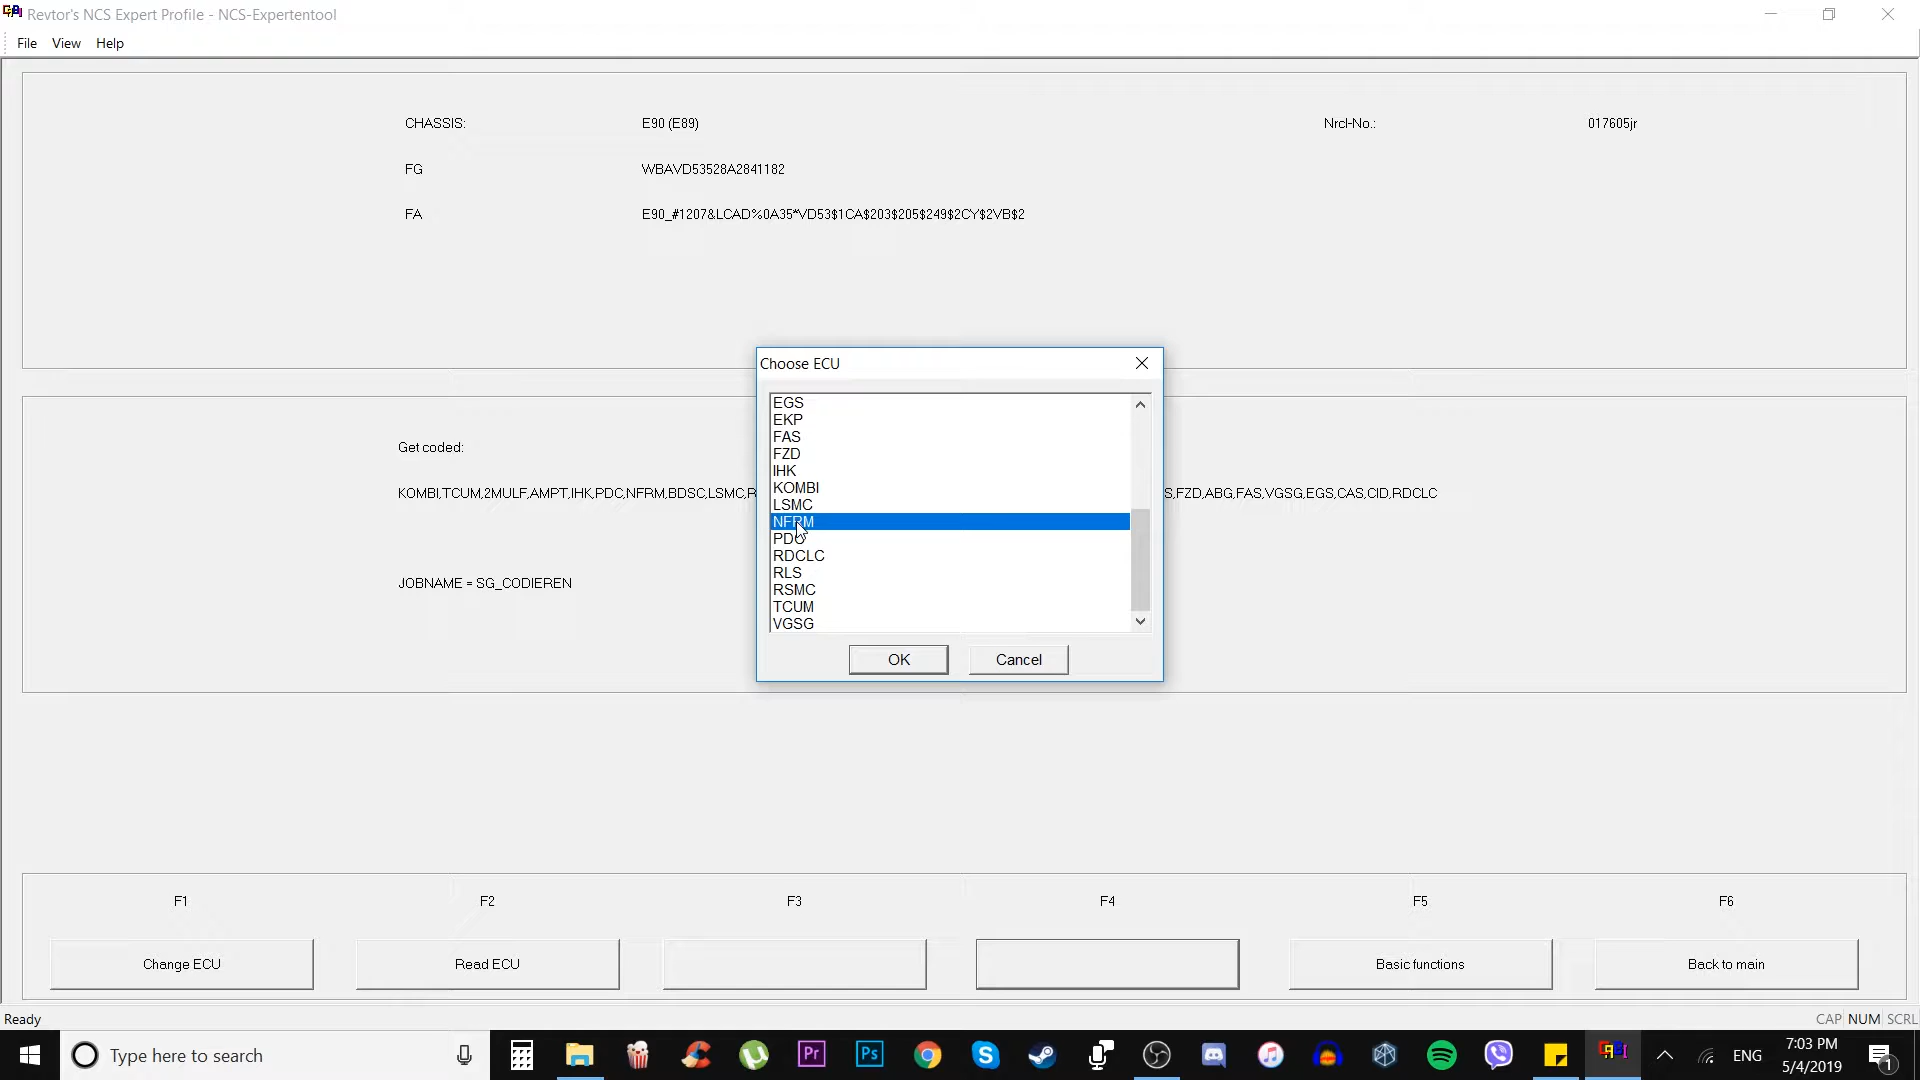 Revtor's NCS Expert Profile - NCS-Expertentool
File View Help
CHASSIS: E90 (E89) Nrcl-No.: 017605jr
FG WBAVD53528A2841182
FA E90_#1207&LCAD%0A35*VD53$1CA$203$205$249$2CY$2VB$2
Choose ECU
EGS
EKP
FAS
FZD
IHK
KOMBI
LSMC
NFRM
PDC
RDCLC
RLS
RSMC
TCUM
VGSG
OK Cancel
Get coded:
KOMBI,TCUM,2MULF,AMPT,IHK,PDC,NFRM,BDSC,LSMC,R
S,FZD,ABG,FAS,VGSG,EGS,CAS,CID,RDCLC
JOBNAME = SG_CODIEREN
F1 F2 F3 F4 F5 F6
Change ECU Read ECU Basic functions Back to main
Ready CAP NUM SCRL
Type here to search
Pr Ps
ENG
7:03 PM
5/4/2019
1